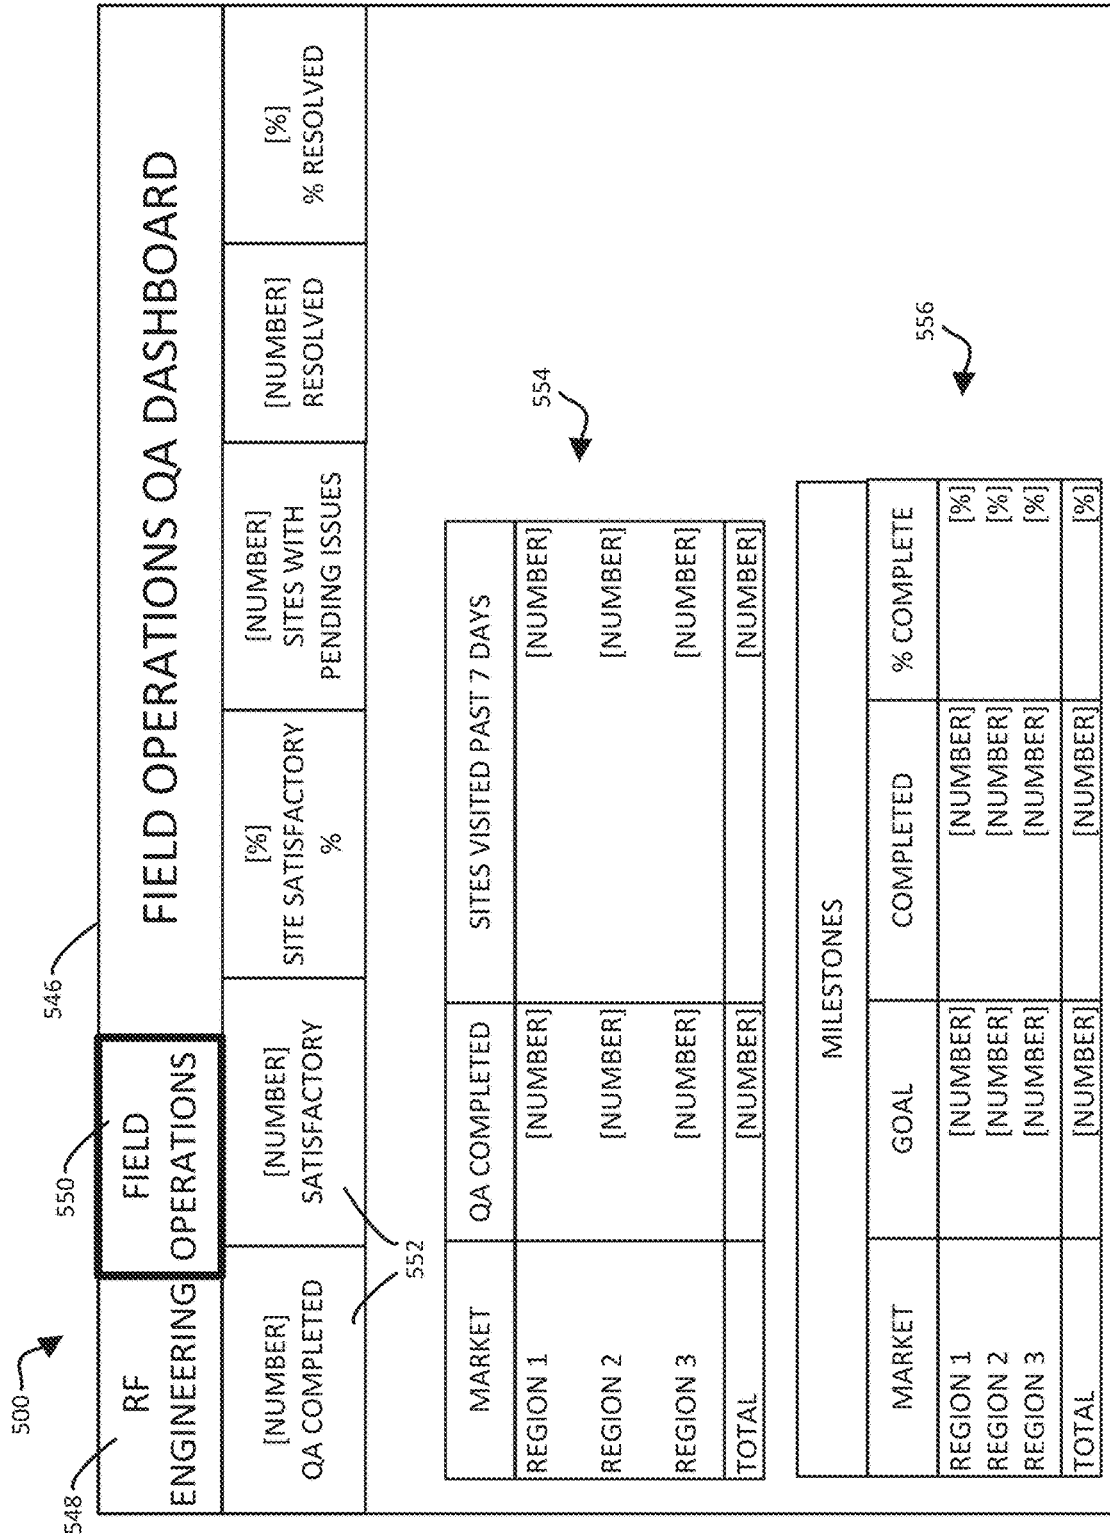 500
548
550
546
RF
ENGINEERING
FIELD
OPERATIONS
FIELD OPERATIONS QA DASHBOARD
[NUMBER]
QA COMPLETED
[NUMBER]
SATISFACTORY
[%]
SITE SATISFACTORY
%
[NUMBER]
SITES WITH
PENDING ISSUES
[NUMBER]
RESOLVED
[%]
% RESOLVED
552
554
MARKET QA COMPLETED SITES VISITED PAST 7 DAYS
REGION 1 [NUMBER] [NUMBER]
REGION 2 [NUMBER] [NUMBER]
REGION 3 [NUMBER] [NUMBER]
TOTAL [NUMBER] [NUMBER]
556
MILESTONES
MARKET GOAL COMPLETED % COMPLETE
REGION 1 [NUMBER] [NUMBER] [%]
REGION 2 [NUMBER] [NUMBER] [%]
REGION 3 [NUMBER] [NUMBER] [%]
TOTAL [NUMBER] [NUMBER] [%]